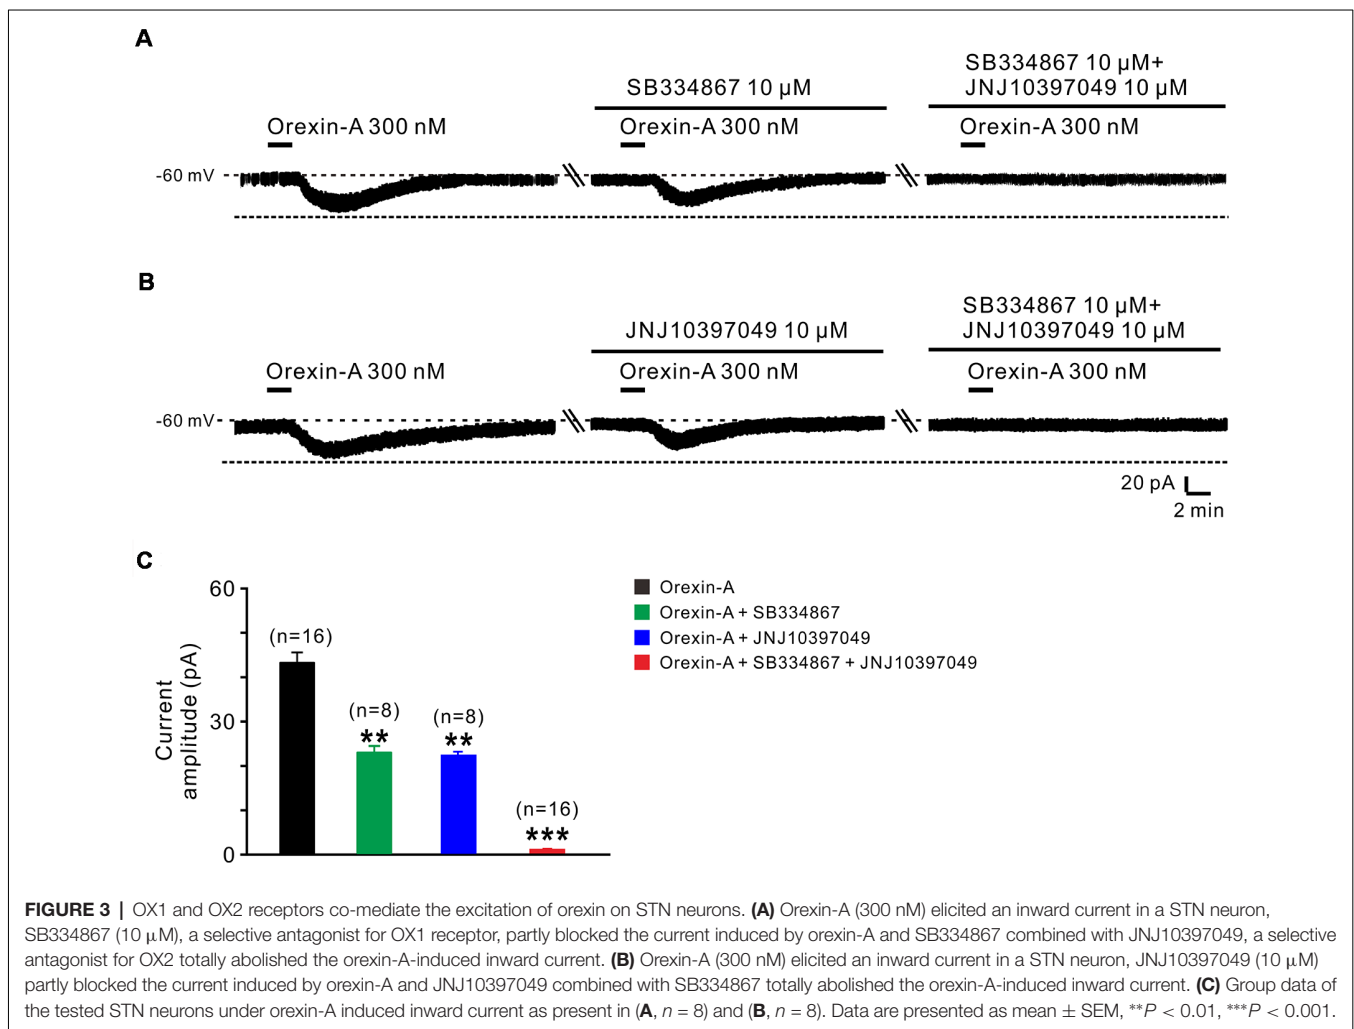 A
SB334867 10 μM+
SB334867 10 μM
JNJ10397049 10 μM
Orexin-A 300 nM
Orexin-A 300 nM
Orexin-A 300 nM
-60 mV
B
SB334867 10 μM+
JNJ10397049 10 μM
JNJ10397049 10 μM
Orexin-A 300 nM
Orexin-A 300 nM
Orexin-A 300 nM
-60 mV
20 pA
2 min
C
60
30
0
Current
amplitude (pA)
(n=16)
(n=8)
**
(n=8)
**
(n=16)
***
Orexin-A
Orexin-A + SB334867
Orexin-A + JNJ10397049
Orexin-A + SB334867 + JNJ10397049
FIGURE 3 | OX1 and OX2 receptors co-mediate the excitation of orexin on STN neurons. (A) Orexin-A (300 nM) elicited an inward current in a STN neuron,
SB334867 (10 μM), a selective antagonist for OX1 receptor, partly blocked the current induced by orexin-A and SB334867 combined with JNJ10397049, a selective
antagonist for OX2 totally abolished the orexin-A-induced inward current. (B) Orexin-A (300 nM) elicited an inward current in a STN neuron, JNJ10397049 (10 μM)
partly blocked the current induced by orexin-A and JNJ10397049 combined with SB334867 totally abolished the orexin-A-induced inward current. (C) Group data of
the tested STN neurons under orexin-A induced inward current as present in (A, n = 8) and (B, n = 8). Data are presented as mean ± SEM, **P < 0.01, ***P < 0.001.